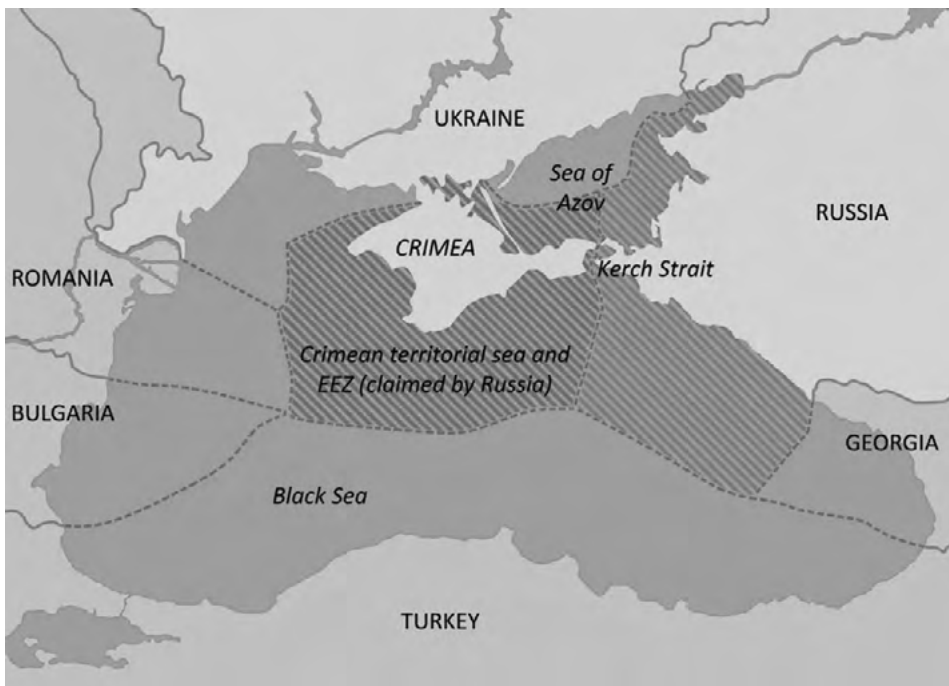 UKRAINE
Sea of
Azov
RUSSIA
CRIMEA
Kerch Strait
ROMANIA
Crimean territorial sea and
EEZ (claimed by Russia)
BULGARIA
GEORGIA
Black Sea
TURKEY